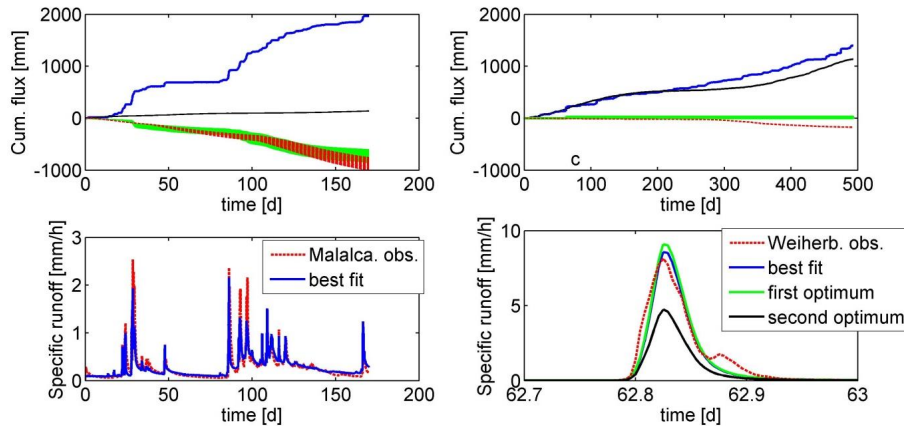 Cum. flux [mm]
2000
1000
0
-1000
0
50
100
150
200
time [d]
Cum. flux [mm]
2000
1000
0
-1000
c
0
100
200
300
400
500
time [d]
Specific runoff [mm/h]
3
2
1
0
Malalca. obs.
best fit
0
50
100
150
200
time [d]
Specific runoff [mm/h]
10
5
0
Weiherb. obs.
best fit
first optimum
second optimum
62.7
62.8
62.9
63
time [d]